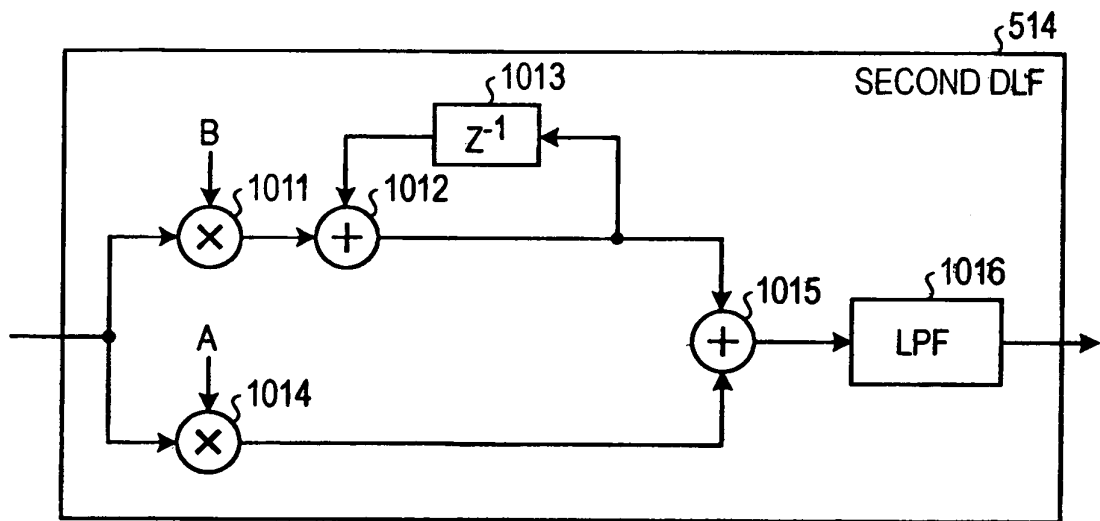 514
SECOND DLF
1013
Z⁻¹
B
1011
1012
×
+
1015
1016
+
LPF
A
1014
×